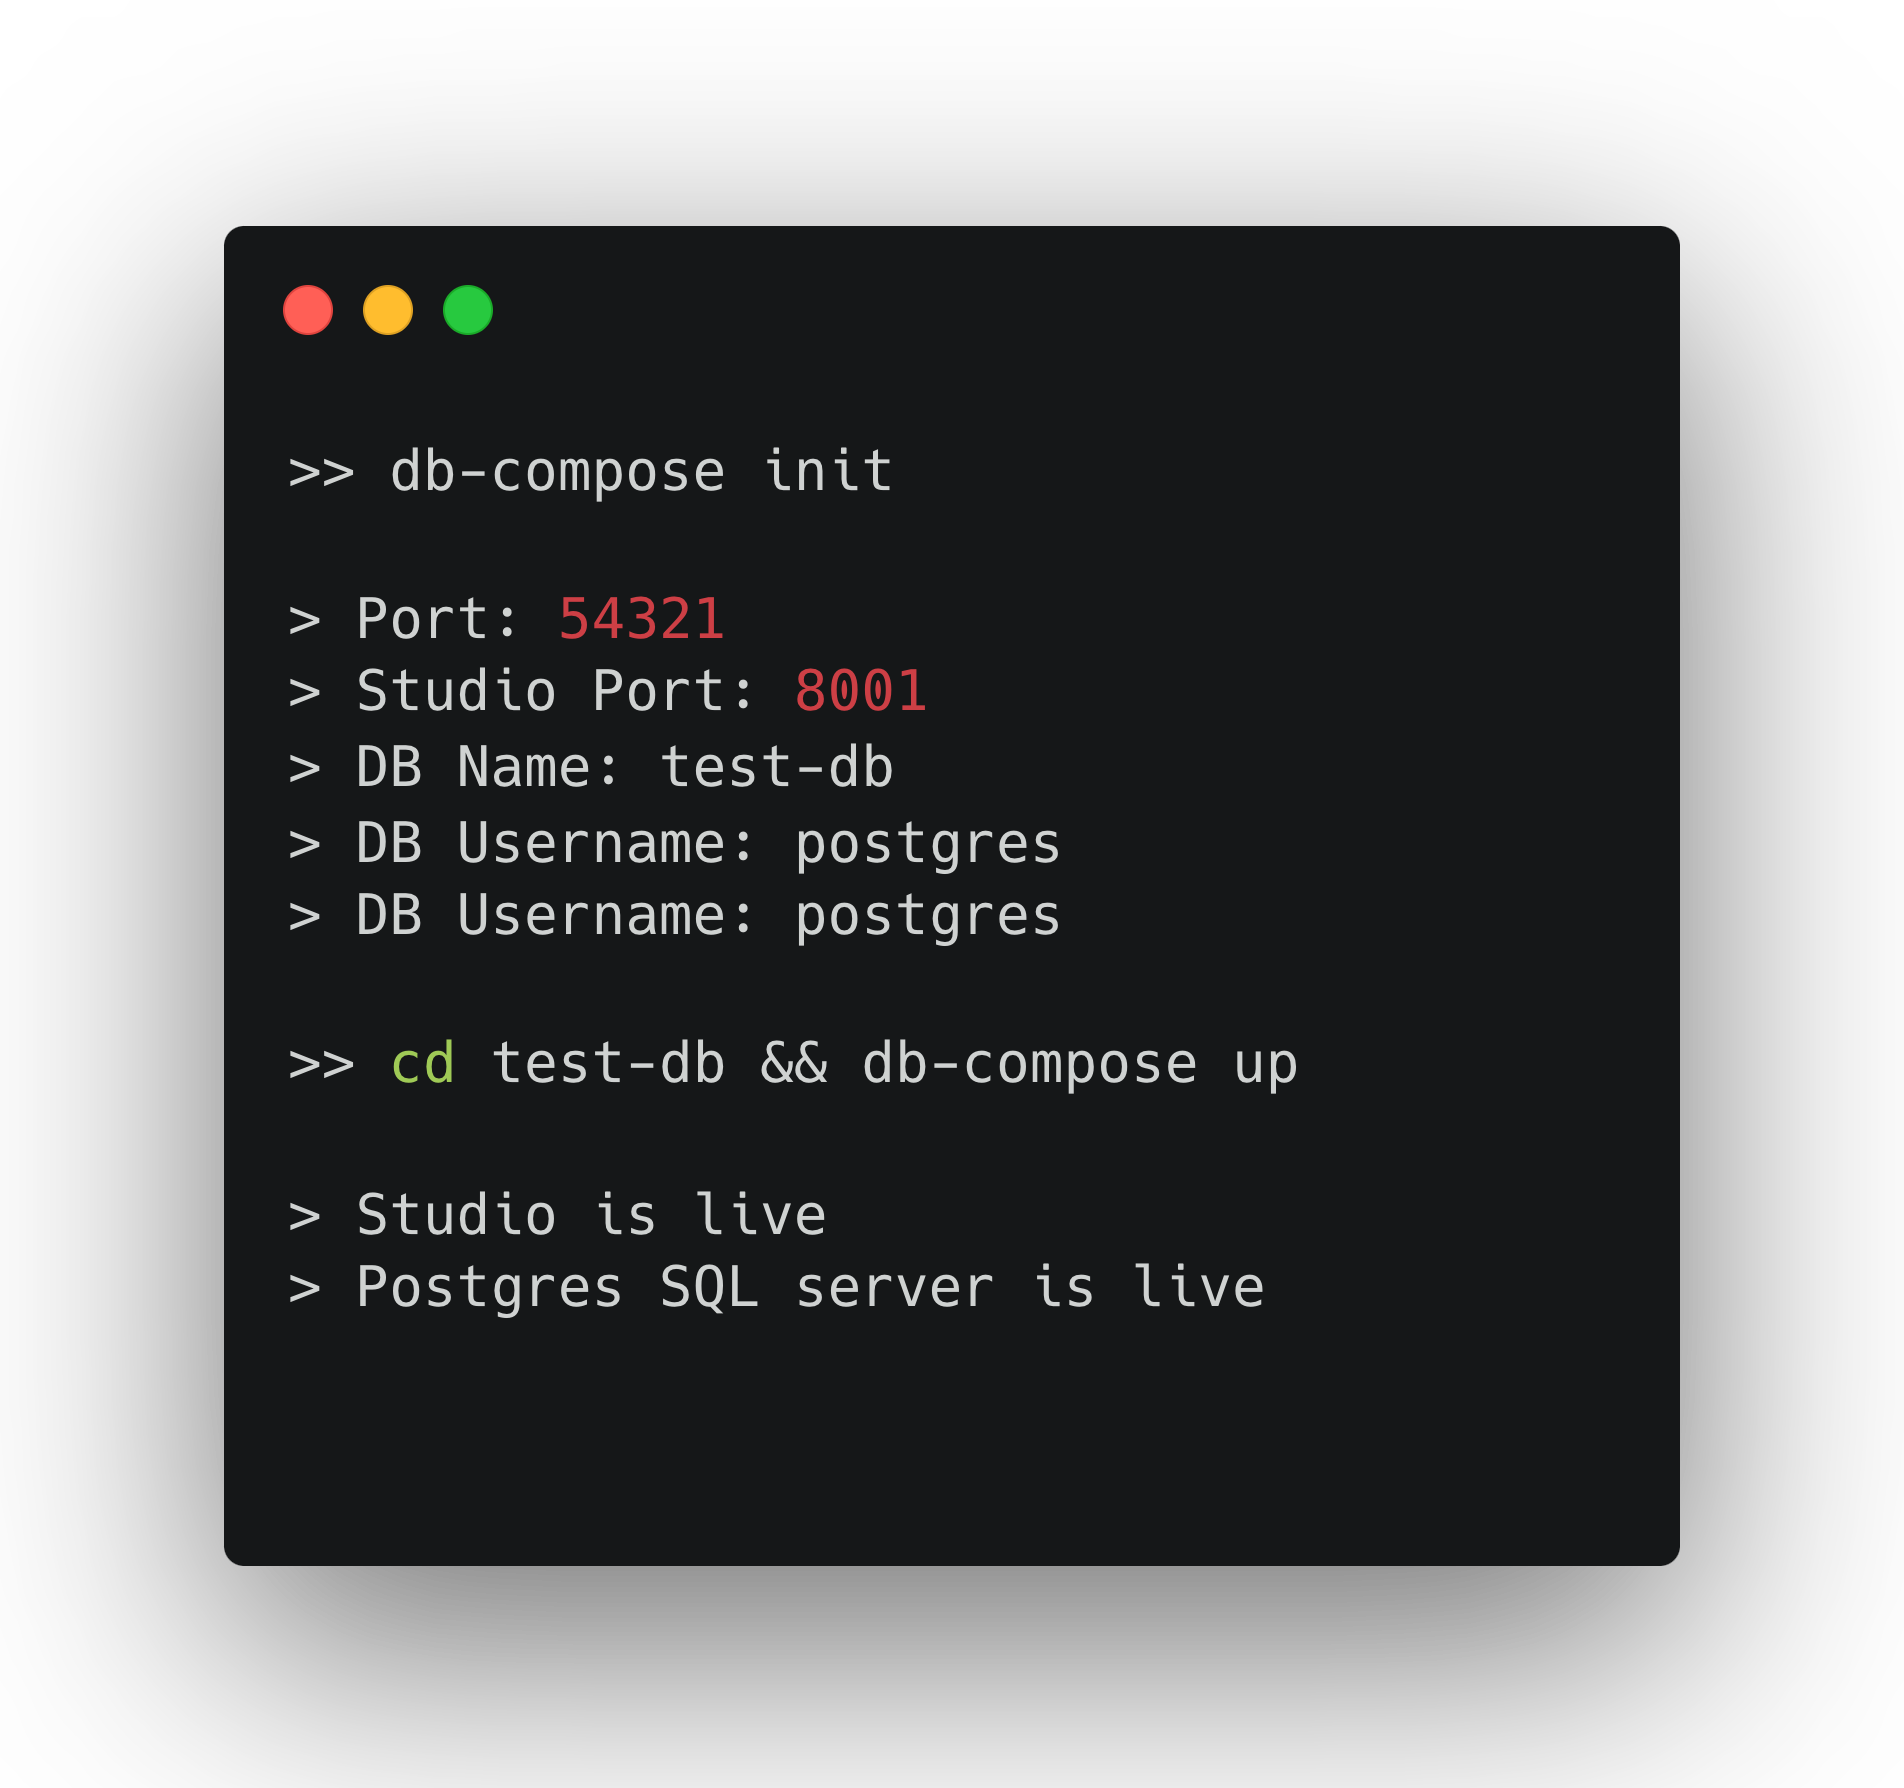 >> db-compose init
> Port: 54321
> Studio Port: 8001
> DB Name: test-db
> DB Username: postgres
> DB Username: postgres
>> cd test-db && db-compose up
> Studio is live
> Postgres SQL server is live